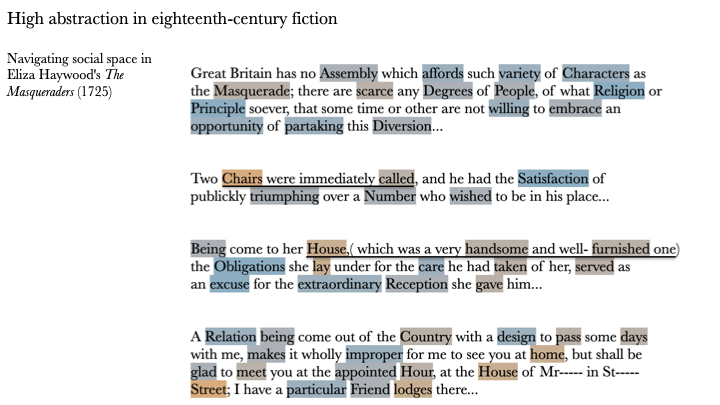 High abstraction in eighteenth-century fiction
Navigating social space in
Eliza Haywood's The
Masqueraders (1725)
Great Britain has no Assembly which affords such variety of Characters as
the Masquerade; there are scarce any Degrees of People, of what Religion or
Principle soever, that some time or other are not willing to embrace an
opportunity of partaking this Diversion...
Two Chairs were immediately called, and he had the Satisfaction of
publickly triumphing over a Number who wished to be in his place...
Being come to her House,( which was a very handsome and well- furnished one)
the Obligations she lay under for the care he had taken of her, served as
an excuse for the extraordinary Reception she gave him...
A Relation being come out of the Country with a design to pass some days
with me, makes it wholly improper for me to see you at home, but shall be
glad to meet you at the appointed Hour, at the House of Mr----- in St-----
Street; I have a particular Friend lodges there...